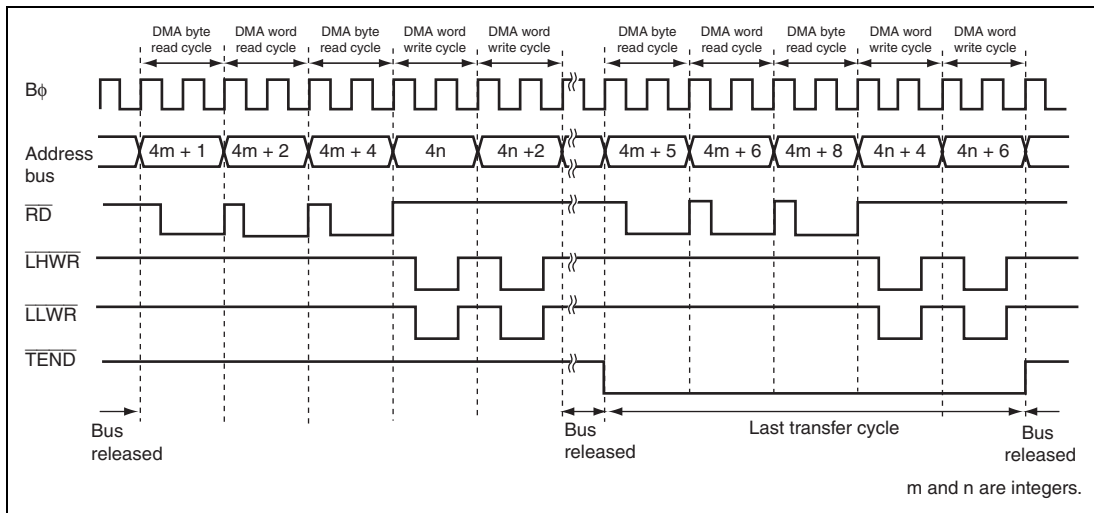 DMA byte read cycle
DMA word read cycle
DMA byte read cycle
DMA word write cycle
DMA word write cycle
DMA byte read cycle
DMA word read cycle
DMA byte read cycle
DMA word write cycle
DMA word write cycle
Bφ
Address bus
4m + 1
4m + 2
4m + 4
4n
4n +2
4m + 5
4m + 6
4m + 8
4n + 4
4n + 6
RD
LHWR
LLWR
TEND
Bus released
Bus released
Last transfer cycle
Bus released
m and n are integers.